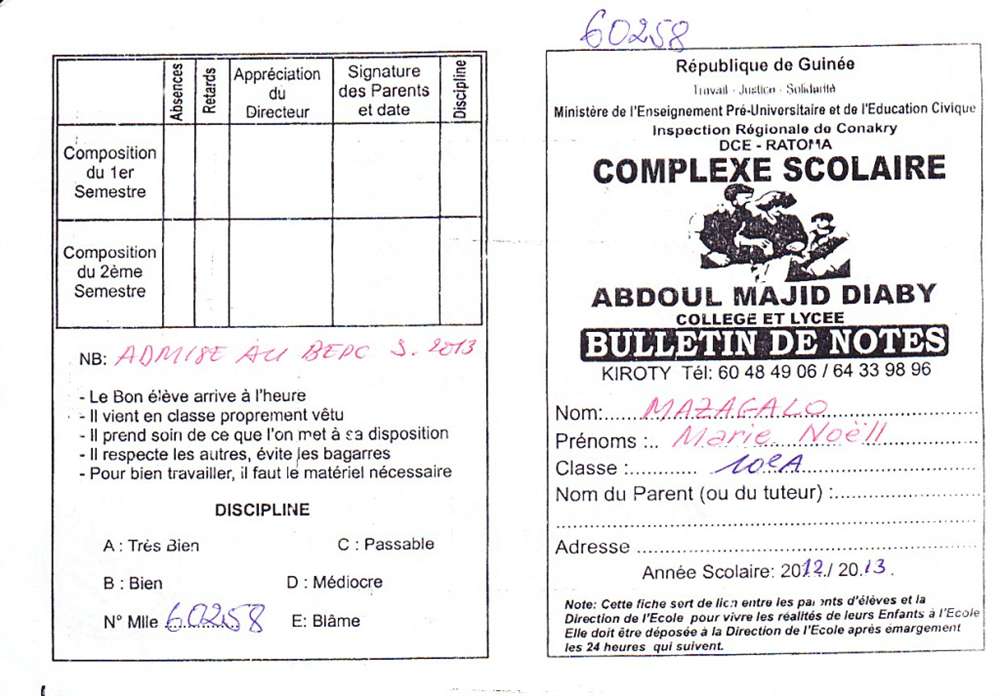 60258
Absences
Retards
Appréciation du Directeur
Signature des Parents et date
Discipline
Composition du 1er Semestre
Composition du 2ème Semestre
NB: ADMISE AU BEPC S. 2013
- Le Bon élève arrive à l'heure
- Il vient en classe proprement vêtu
- Il prend soin de ce que l'on met à sa disposition
- Il respecte les autres, évite les bagarres
- Pour bien travailler, il faut le matériel nécessaire
DISCIPLINE
A : Très Bien C : Passable
B : Bien D : Médiocre
N° Mlle 60258 E: Blâme
République de Guinée
Travail - Justice - Solidarité
Ministère de l'Enseignement Pré-Universitaire et de l'Education Civique
Inspection Régionale de Conakry
DCE - RATOMA
COMPLEXE SCOLAIRE
ABDOUL MAJID DIABY
COLLEGE ET LYCEE
BULLETIN DE NOTES
KIROTY Tél: 60 48 49 06 / 64 33 98 96
Nom:...... MAZAGALO
Prénoms :.. Marie Noëll
Classe :............ 10eA
Nom du Parent (ou du tuteur) :......................
Adresse ......................
Année Scolaire: 2012./ 20.13.
Note: Cette fiche sert de lien entre les parents d'élèves et la
Direction de l'Ecole pour vivre les réalités de leurs Enfants à l'Ecole
Elle doit être déposée à la Direction de l'Ecole après émargement
les 24 heures qui suivent.